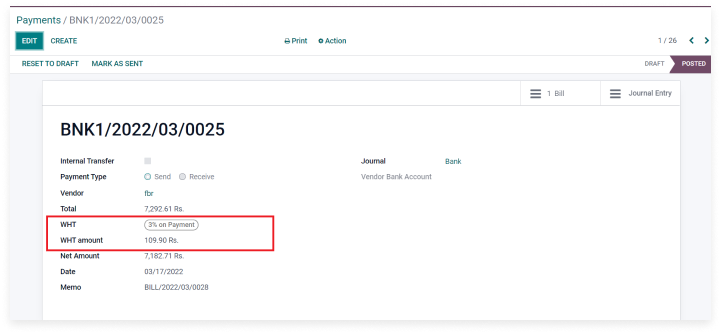 Payments / BNK1/2022/03/0025
EDIT CREATE Print Action 1 / 26
RESET TO DRAFT MARK AS SENT DRAFT POSTED
1 Bill Journal Entry
BNK1/2022/03/0025
Internal Transfer Journal Bank
Payment Type Send Receive Vendor Bank Account
Vendor fbr
Total 7,292.61 Rs.
WHT 3% on Payment
WHT amount 109.90 Rs.
Net Amount 7,182.71 Rs.
Date 03/17/2022
Memo BILL/2022/03/0028